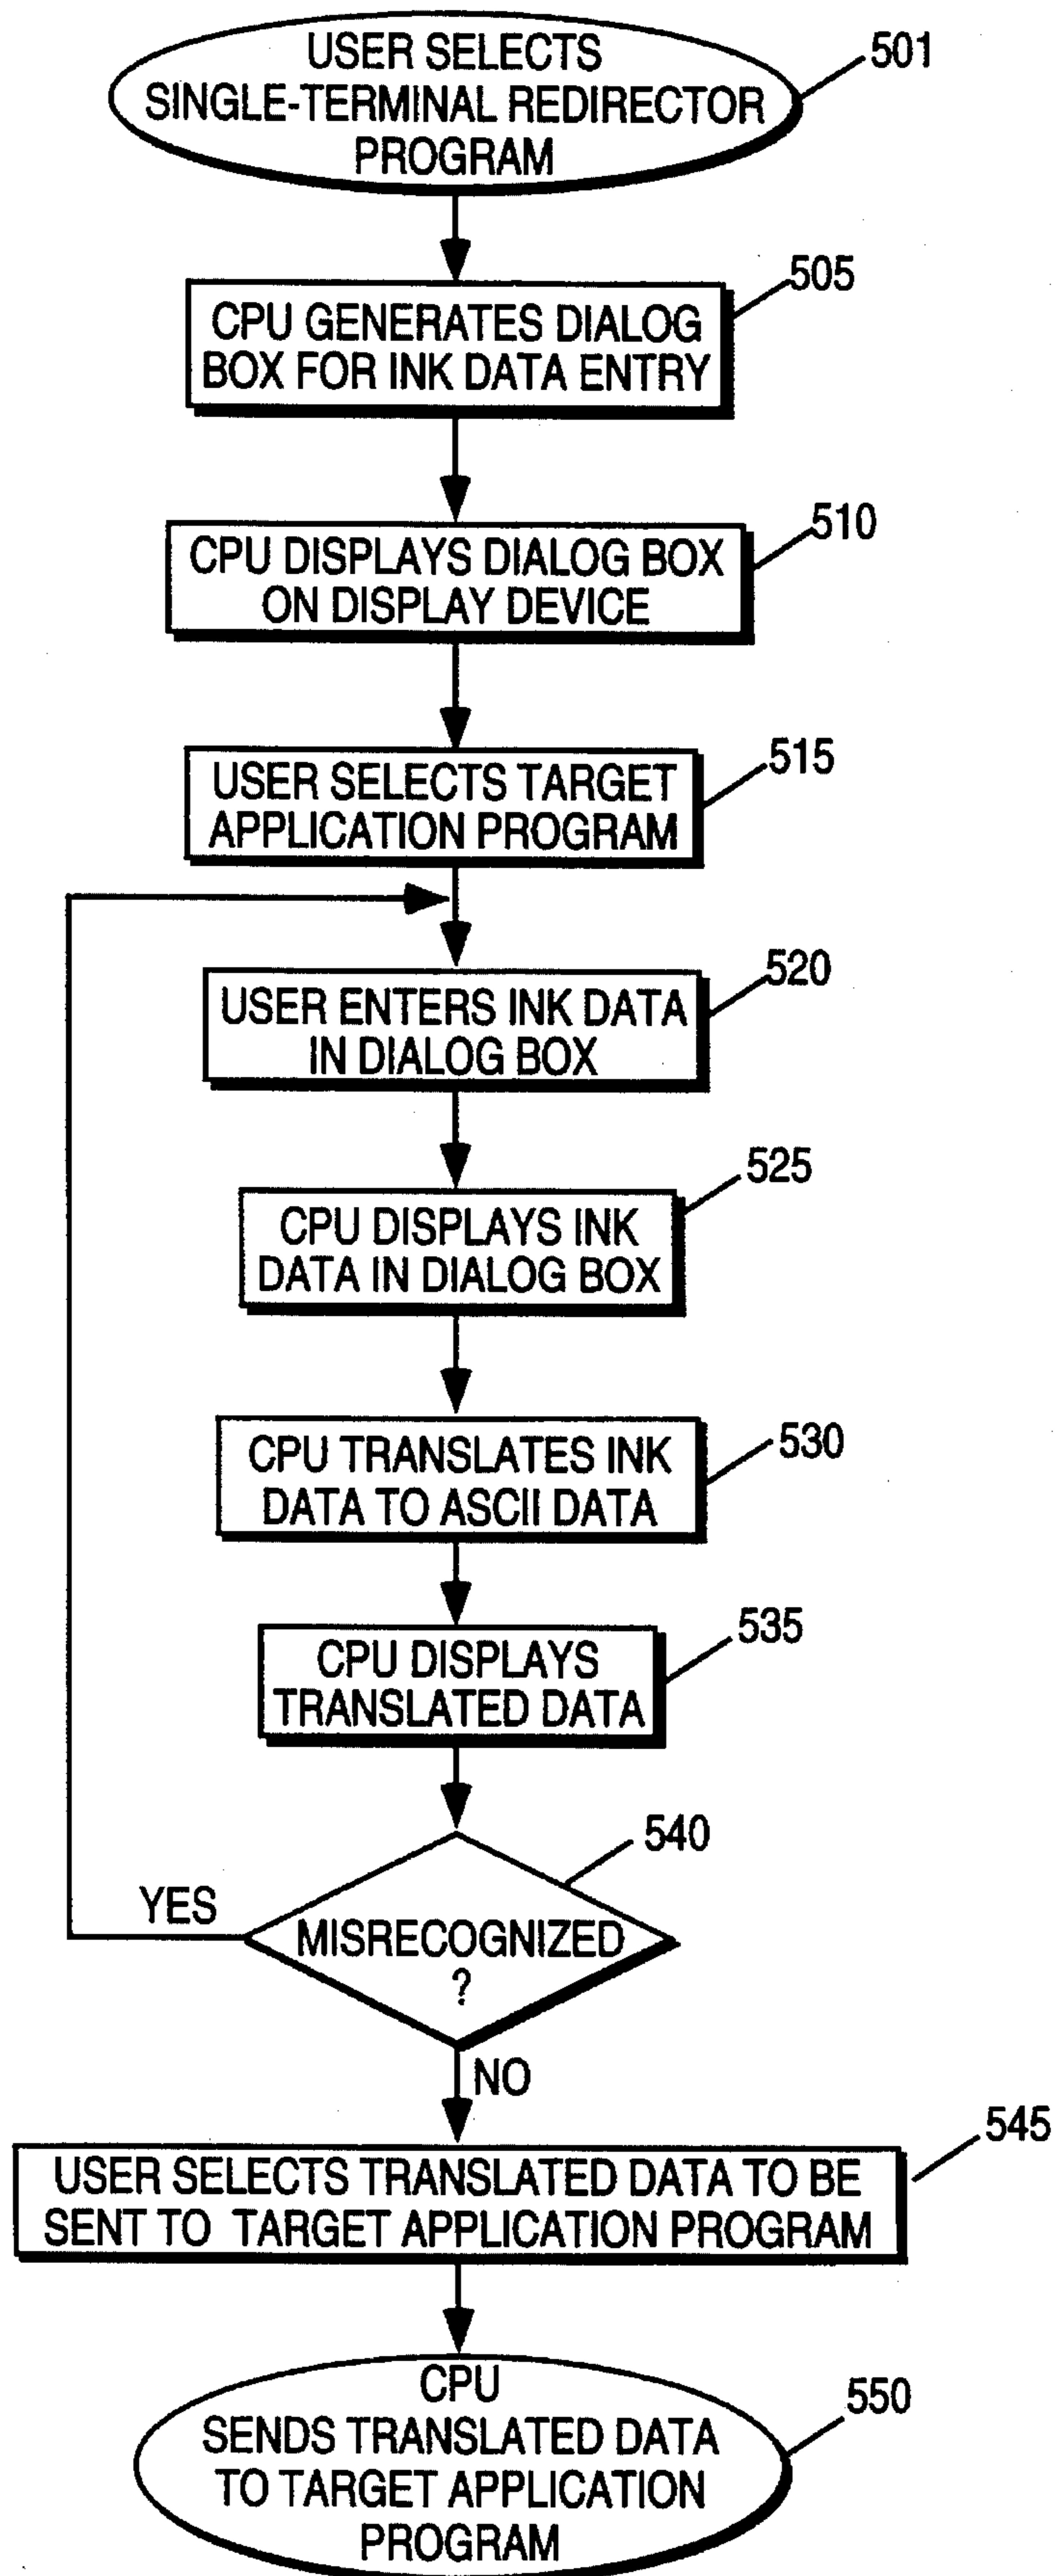 USER SELECTS
SINGLE-TERMINAL REDIRECTOR
PROGRAM
501
CPU GENERATES DIALOG
BOX FOR INK DATA ENTRY
505
CPU DISPLAYS DIALOG BOX
ON DISPLAY DEVICE
510
USER SELECTS TARGET
APPLICATION PROGRAM
515
USER ENTERS INK DATA
IN DIALOG BOX
520
CPU DISPLAYS INK
DATA IN DIALOG BOX
525
CPU TRANSLATES INK
DATA TO ASCII DATA
530
CPU DISPLAYS
TRANSLATED DATA
535
MISRECOGNIZED
?
540
YES
NO
USER SELECTS TRANSLATED DATA TO BE
SENT TO TARGET APPLICATION PROGRAM
545
CPU
SENDS TRANSLATED DATA
TO TARGET APPLICATION
PROGRAM
550